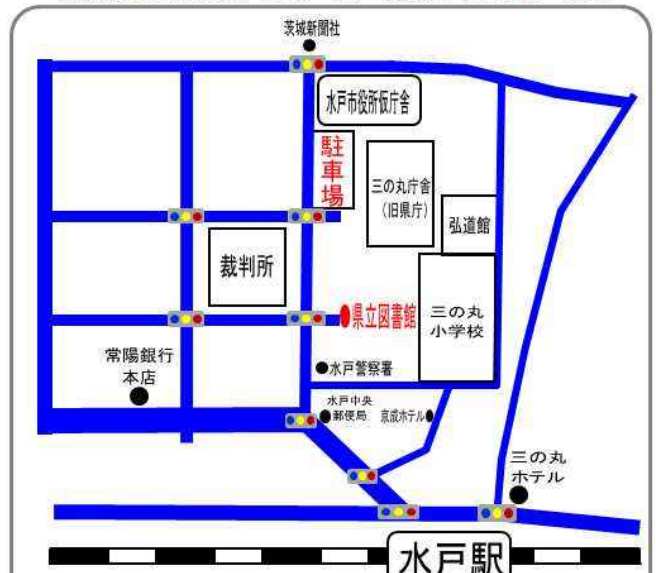 茨城新聞社
水戸市役所仮庁舎
駐車場
三の丸庁舎
(旧県庁)
弘道館
裁判所
県立図書館
三の丸
小学校
水戸警察署
常陽銀行
本店
水戸中央
郵便局
京成ホテル
三の丸
ホテル
水戸駅